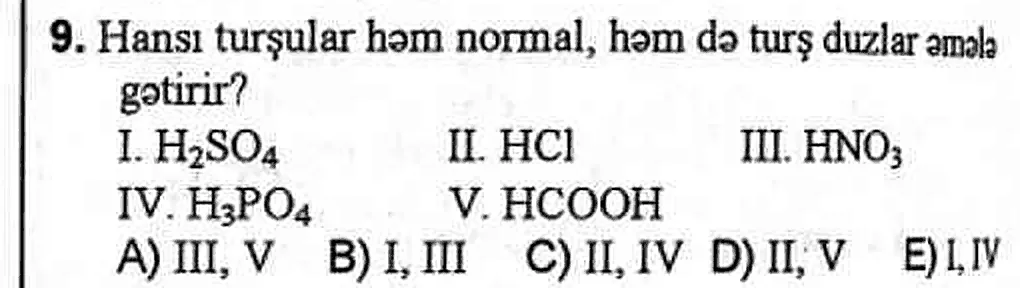 9. Hansı turşular həm normal, həm də turş duzlar əmələ
gətirir?
I. H₂SO₄ II. HCl III. HNO₃
IV. H₃PO₄ V. HCOOH
A) III, V B) I, III C) II, IV D) II, V E) I, IV